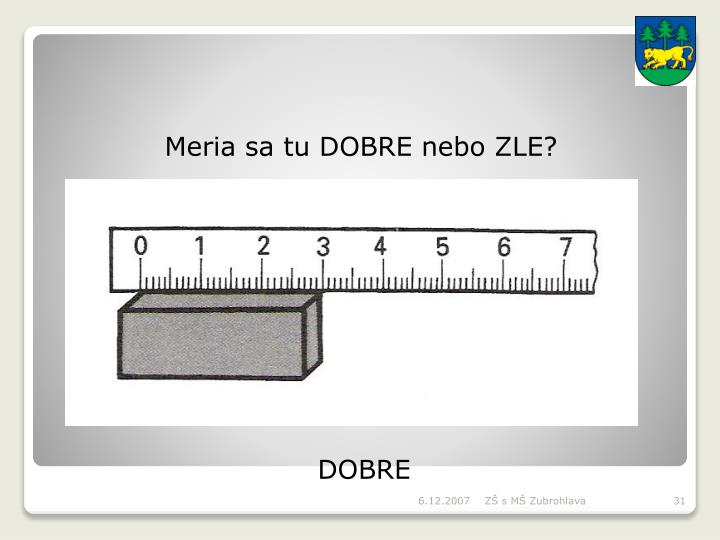 Meria sa tu DOBRE nebo ZLE?
0 1 2 3 4 5 6 7
DOBRE
6.12.2007 ZŠ s MŠ Zubrohlava 31